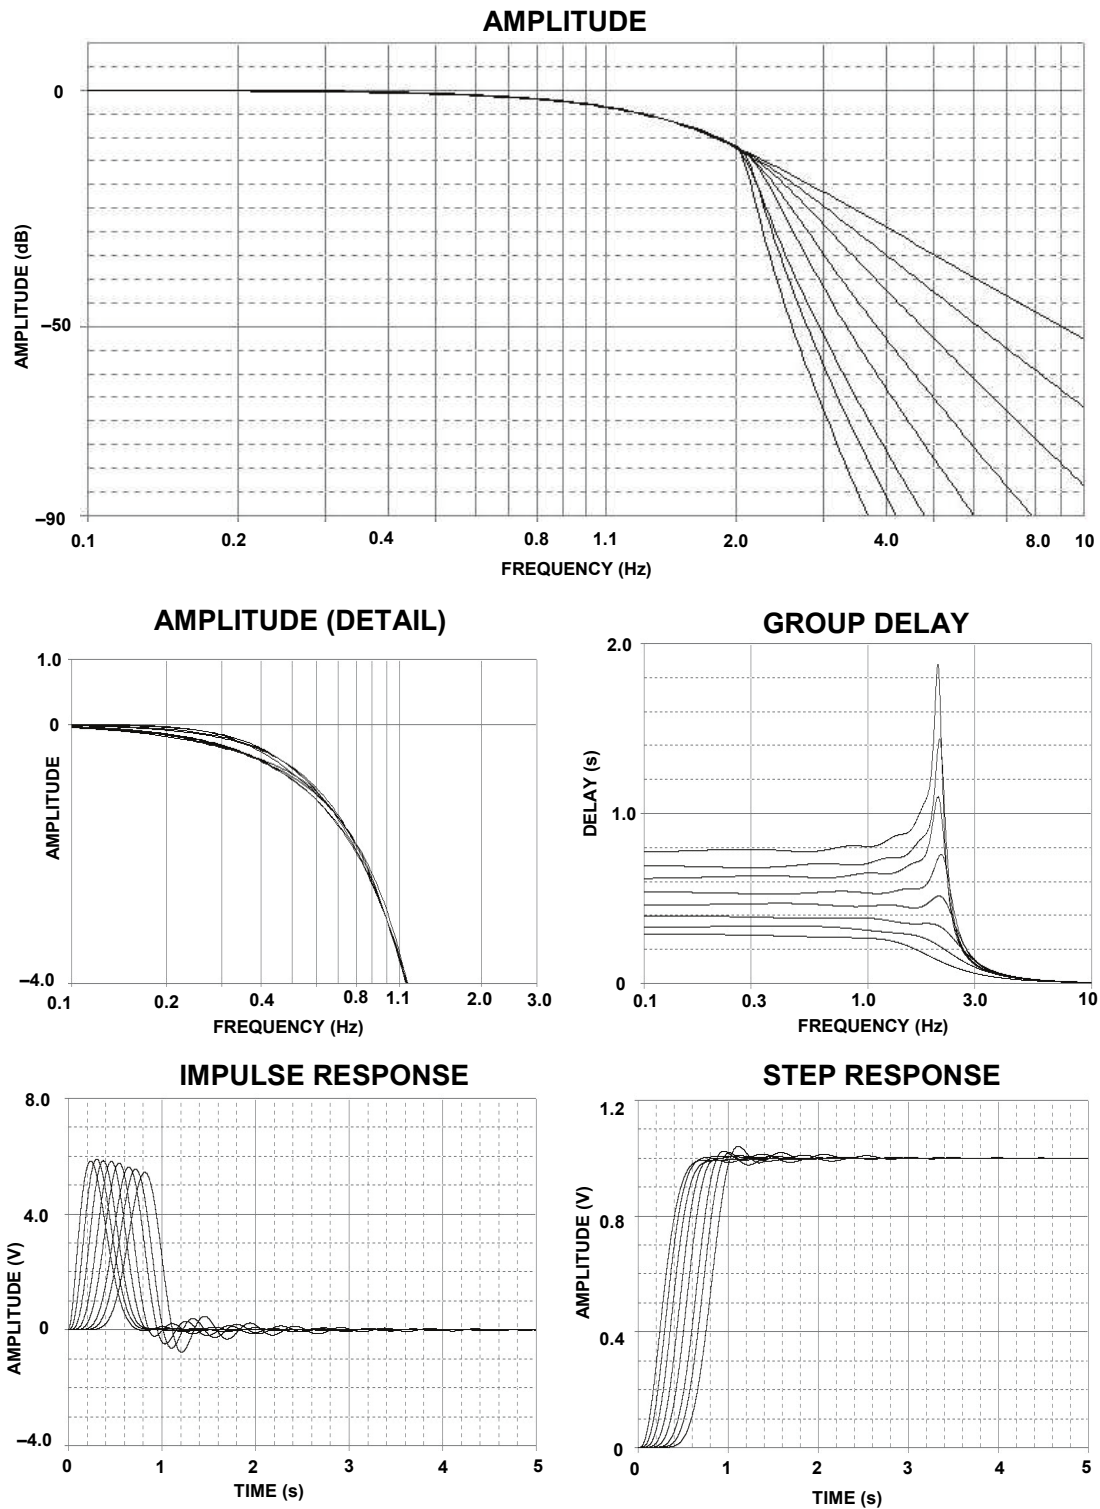 AMPLITUDE
0
–50
–90
AMPLITUDE (dB)
0.1 0.2 0.4 0.8 1.1 2.0 4.0 8.0 10
FREQUENCY (Hz)
AMPLITUDE (DETAIL)
1.0
0
–4.0
AMPLITUDE
0.1 0.2 0.4 0.8 1.1 2.0 3.0
FREQUENCY (Hz)
GROUP DELAY
2.0
1.0
0
DELAY (s)
0.1 0.3 1.0 3.0 10
FREQUENCY (Hz)
IMPULSE RESPONSE
8.0
4.0
0
–4.0
AMPLITUDE (V)
0 1 2 3 4 5
TIME (s)
STEP RESPONSE
1.2
0.8
0.4
0
AMPLITUDE (V)
0 1 2 3 4 5
TIME (s)